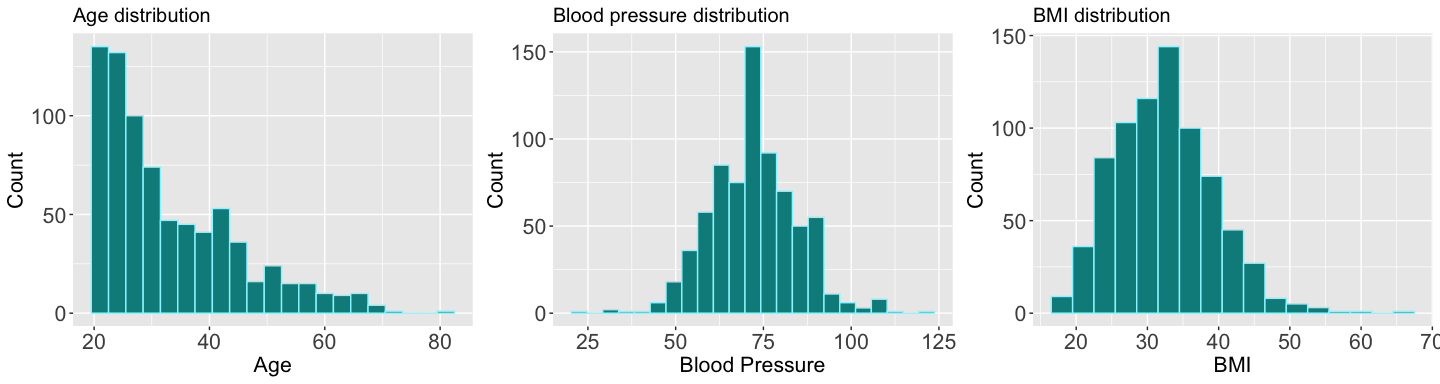 Age distribution
Count
100
50
0
20 40 60 80
Age
Blood pressure distribution
Count
150
100
50
0
25 50 75 100 125
Blood Pressure
BMI distribution
Count
150
100
50
0
20 30 40 50 60 70
BMI